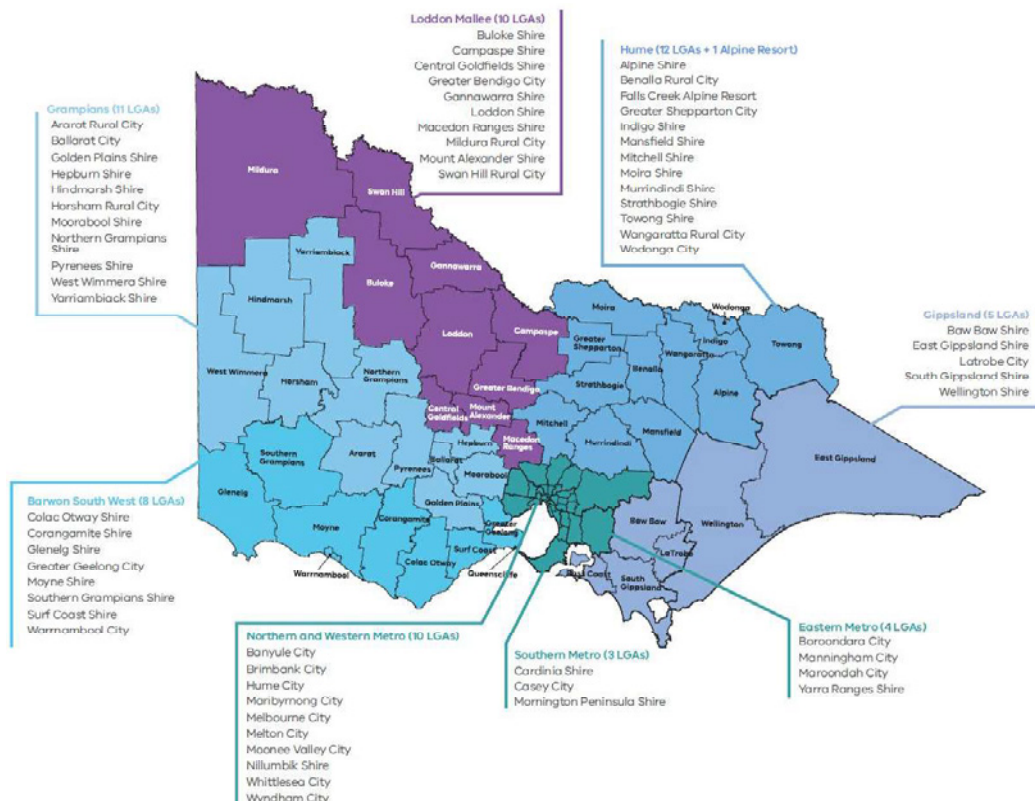 Loddon Mallee (10 LGAs)
Buloke Shire
Campaspe Shire
Central Goldfields Shire
Greater Bendigo City
Gannawarra Shire
Loddon Shire
Macedon Ranges Shire
Mildura Rural City
Mount Alexander Shire
Swan Hill Rural City
Hume (12 LGAs + 1 Alpine Resort)
Alpine Shire
Benalla Rural City
Falls Creek Alpine Resort
Greater Shepparton City
Indigo Shire
Mansfield Shire
Mitchell Shire
Moira Shire
Murrindindi Shire
Strathbogie Shire
Towong Shire
Wangaratta Rural City
Wodonga City
Grampians (11 LGAs)
Ararat Rural City
Ballarat City
Golden Plains Shire
Hepburn Shire
Hindmarsh Shire
Horsham Rural City
Moorabool Shire
Northern Grampians
Shire
Pyrenees Shire
West Wimmera Shire
Yarriambiack Shire
Gippsland (5 LGAs)
Baw Baw Shire
East Gippsland Shire
Latrobe City
South Gippsland Shire
Wellington Shire
Mildura
Swan Hill
Yarriambiack
Gannawarra
Buloke
Hindmarsh
Loddon
Campaspe
Moira
Wodonga
Greater
Shepparton
Indigo
Wangaratta
Towong
Benalla
West Wimmera
Horsham
Northern
Grampians
Greater Bendigo
Strathbogie
Alpine
Central
Goldfields
Mount
Alexander
Mitchell
Mansfield
Murrindindi
Macedon
Ranges
Hepburn
Southern
Grampians
Ararat
Pyrenees
Ballarat
Moorabool
East Gippsland
Glenelg
Golden Plains
Moyne
Corangamite
Greater
Geelong
Baw Baw
Wellington
Surf Coast
LaTrobe
Colac Otway
Warrnambool
Queenscliffe
Coast
South
Gippsland
Barwon South West (8 LGAs)
Colac Otway Shire
Corangamite Shire
Glenelg Shire
Greater Geelong City
Moyne Shire
Southern Grampians Shire
Surf Coast Shire
Warrnambool City
Northern and Western Metro (10 LGAs)
Banyule City
Brimbank City
Hume City
Maribyrnong City
Melbourne City
Melton City
Moonee Valley City
Nillumbik Shire
Whittlesea City
Wyndham City
Southern Metro (3 LGAs)
Cardinia Shire
Casey City
Mornington Peninsula Shire
Eastern Metro (4 LGAs)
Boroondara City
Manningham City
Maroondah City
Yarra Ranges Shire